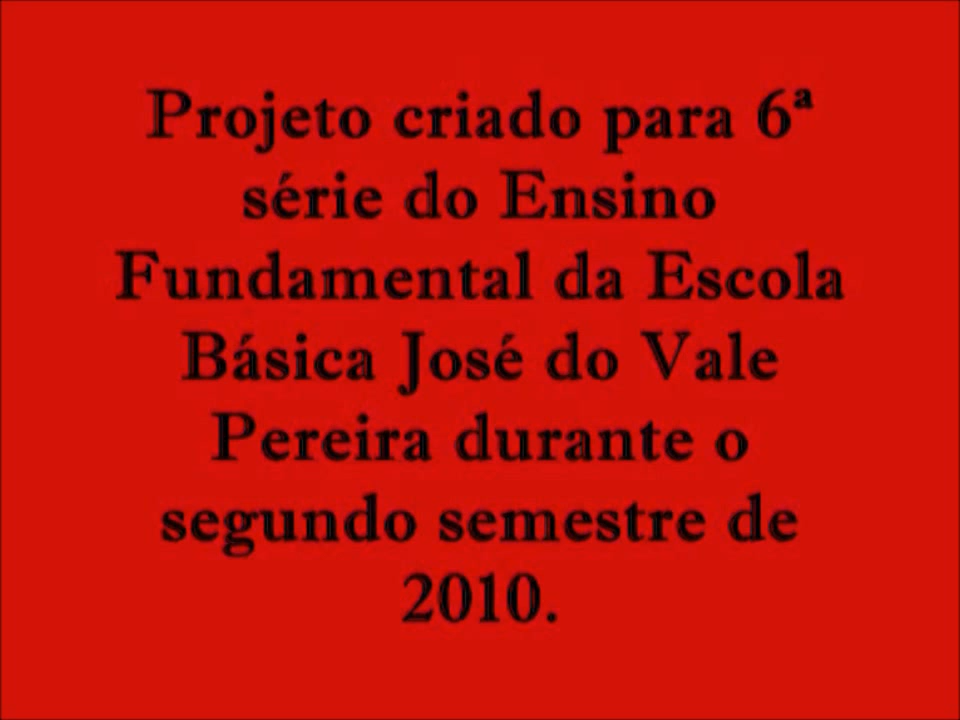 Projeto criado para 6ª
série do Ensino
Fundamental da Escola
Básica José do Vale
Pereira durante o
segundo semestre de
2010.